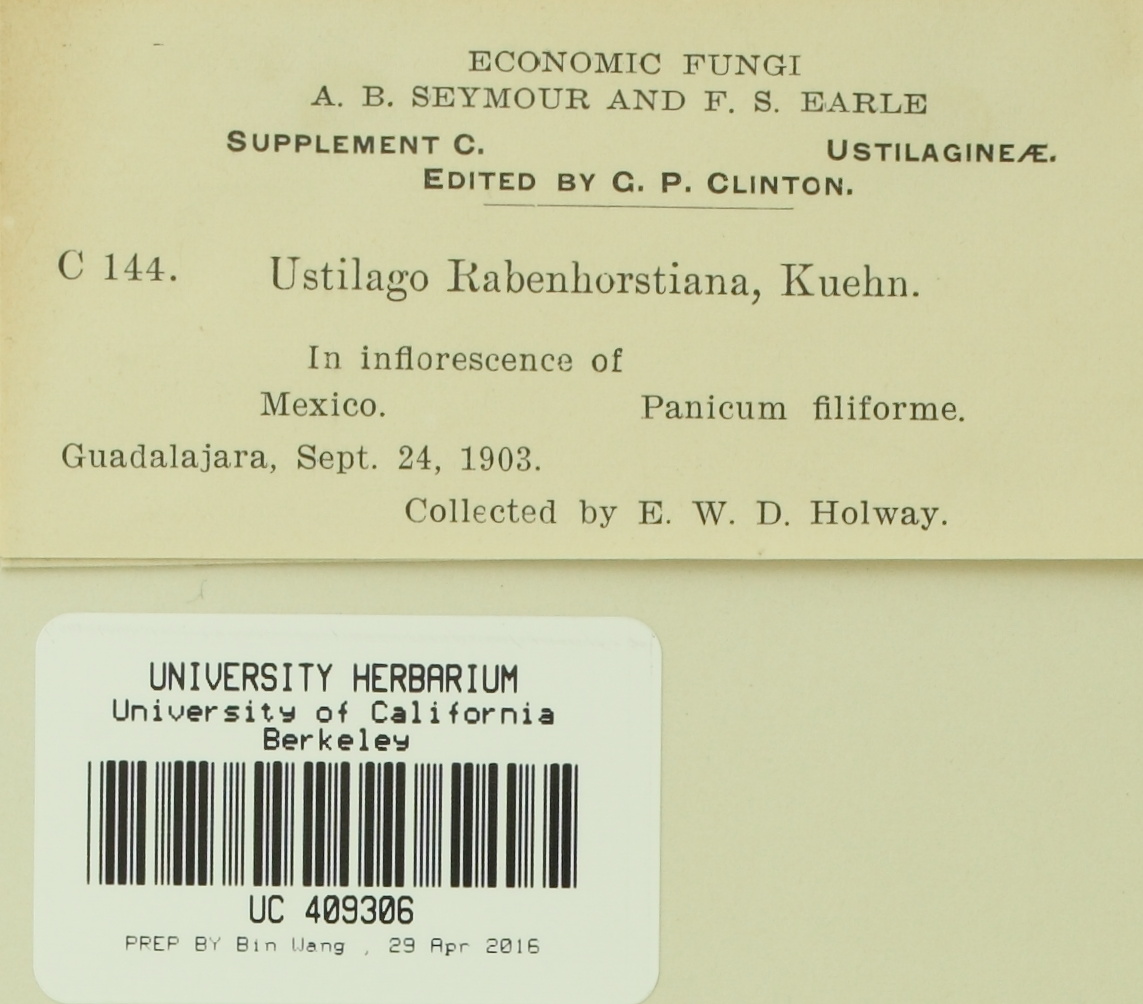 ECONOMIC FUNGI
A. B. SEYMOUR AND F. S. EARLE
SUPPLEMENT C. USTILAGINEÆ.
EDITED BY G. P. CLINTON.
C 144. Ustilago Rabenhorstiana, Kuehn.
In inflorescence of
Mexico. Panicum filiforme.
Guadalajara, Sept. 24, 1903.
Collected by E. W. D. Holway.
UNIVERSITY HERBARIUM
University of California
Berkeley
UC 409306
PREP BY Bin Wang , 29 Apr 2016